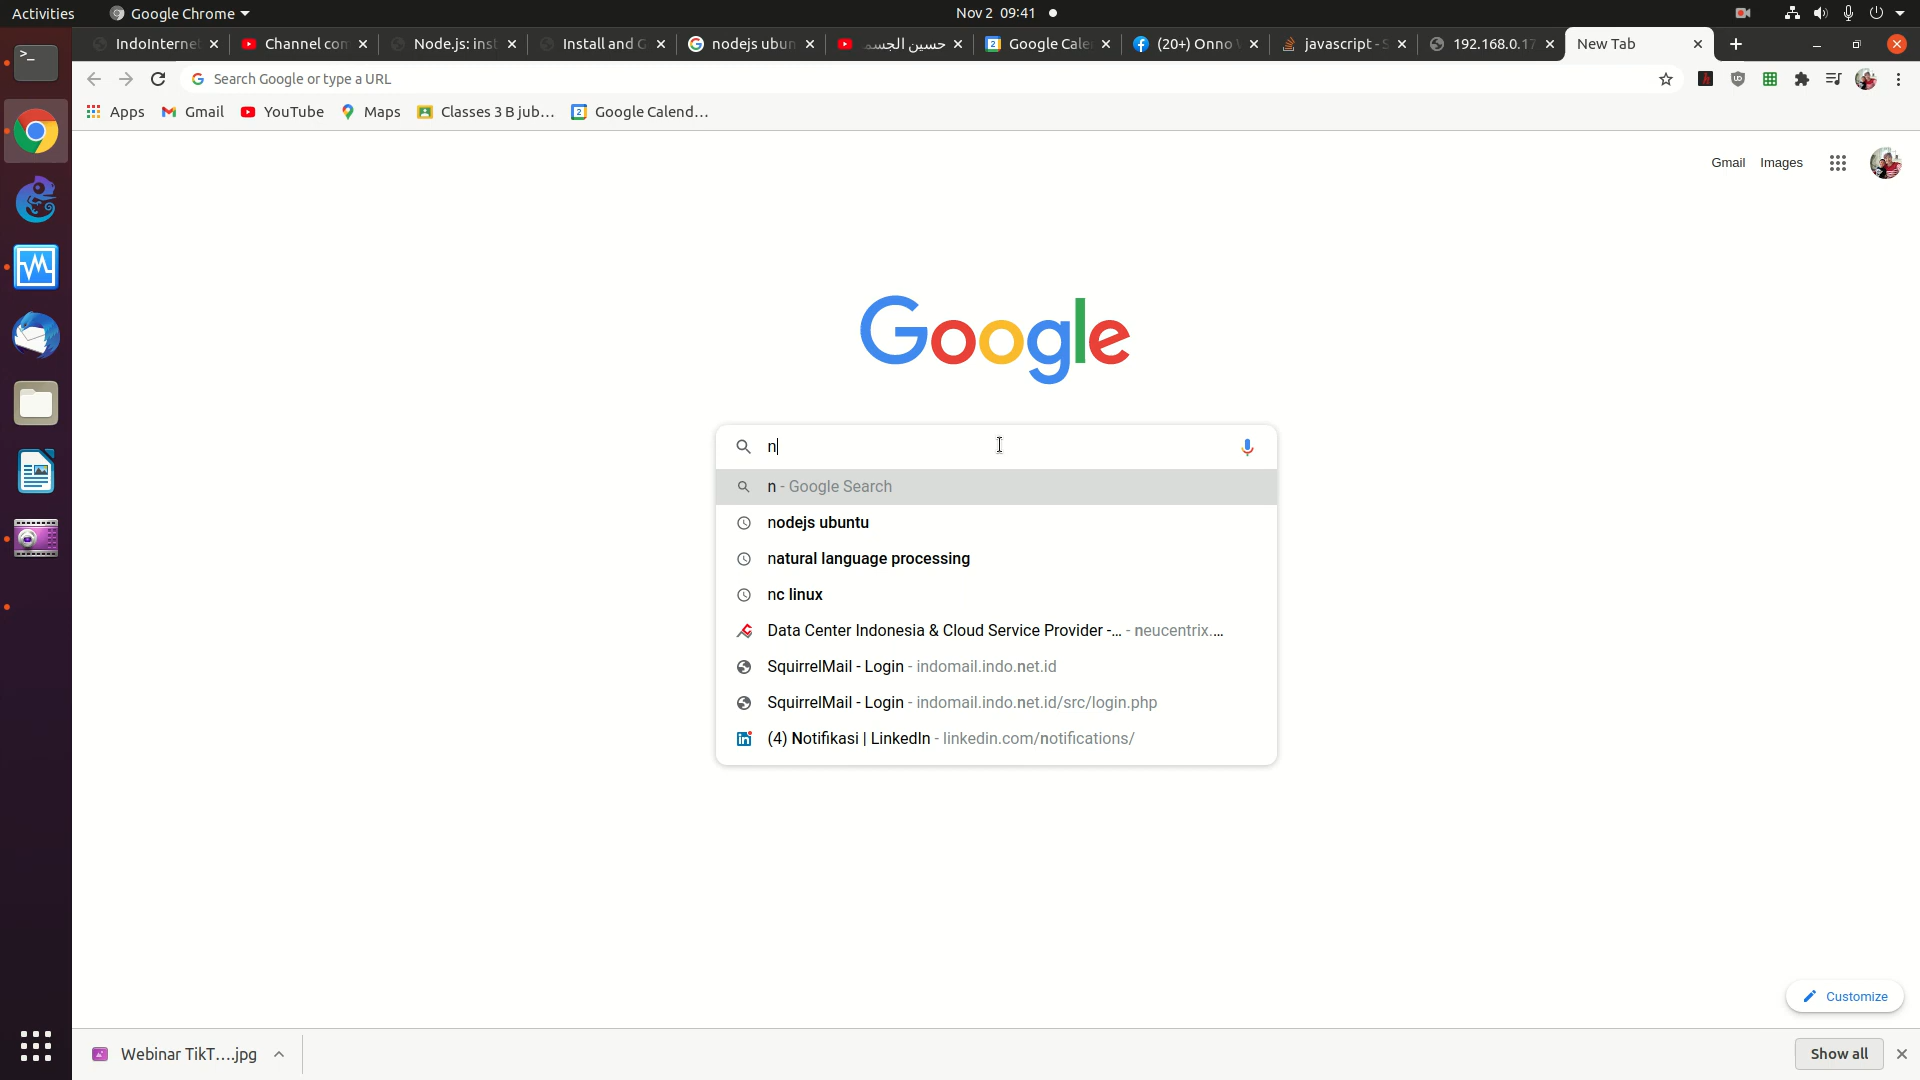 Activities Google Chrome Nov 2 09:41
IndoInterne Channel con Node.js: inst Install and G nodejs ubun حسين الجسم Google Cale (20+) Onno javascript - S 192.168.0.17 New Tab
Search Google or type a URL
Apps Gmail YouTube Maps Classes 3 B jub... Google Calend...
Gmail Images
Google
n
n - Google Search
nodejs ubuntu
natural language processing
nc linux
Data Center Indonesia & Cloud Service Provider -... - neucentrix....
SquirrelMail - Login - indomail.indo.net.id
SquirrelMail - Login - indomail.indo.net.id/src/login.php
(4) Notifikasi | LinkedIn - linkedin.com/notifications/
Customize
Webinar TikT....jpg Show all